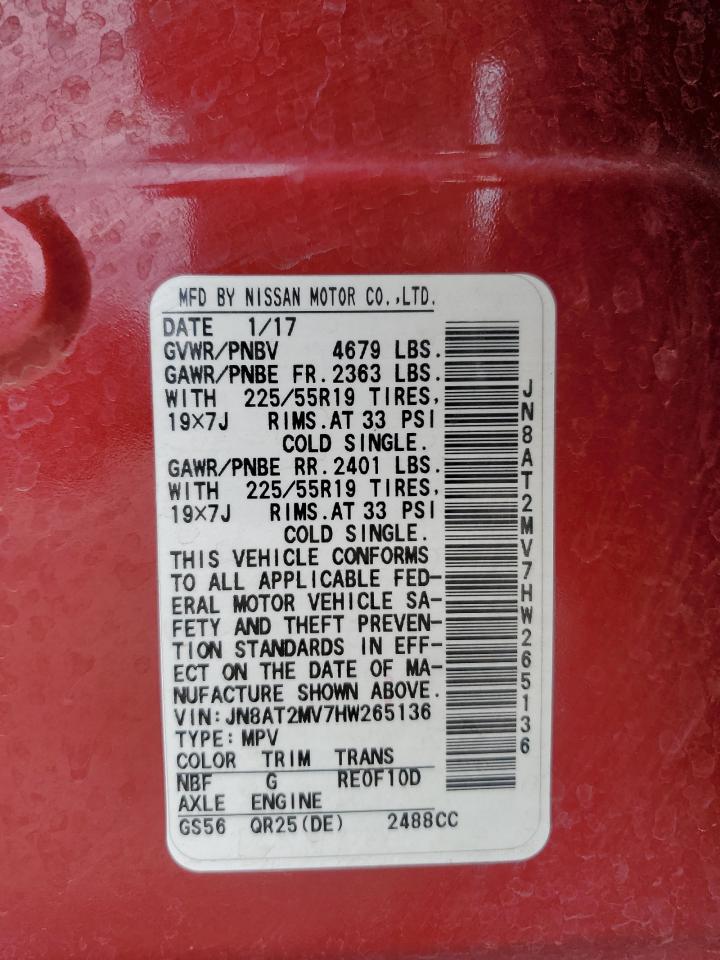 MFD BY NISSAN MOTOR CO.,LTD.
DATE 1/17
GVWR/PNBV 4679 LBS.
GAWR/PNBE FR. 2363 LBS.
WITH 225/55R19 TIRES,
19×7J RIMS. AT 33 PSI
COLD SINGLE.
GAWR/PNBE RR. 2401 LBS.
WITH 225/55R19 TIRES,
19×7J RIMS. AT 33 PSI
COLD SINGLE.
THIS VEHICLE CONFORMS
TO ALL APPLICABLE FED-
ERAL MOTOR VEHICLE SA-
FETY AND THEFT PREVEN-
TION STANDARDS IN EFF-
ECT ON THE DATE OF MA-
NUFACTURE SHOWN ABOVE.
VIN: JN8AT2MV7HW265136
TYPE: MPV
COLOR TRIM TRANS
NBF G RE0F10D
AXLE ENGINE
GS56 QR25(DE) 2488CC
JN8AT2MV7HW265136